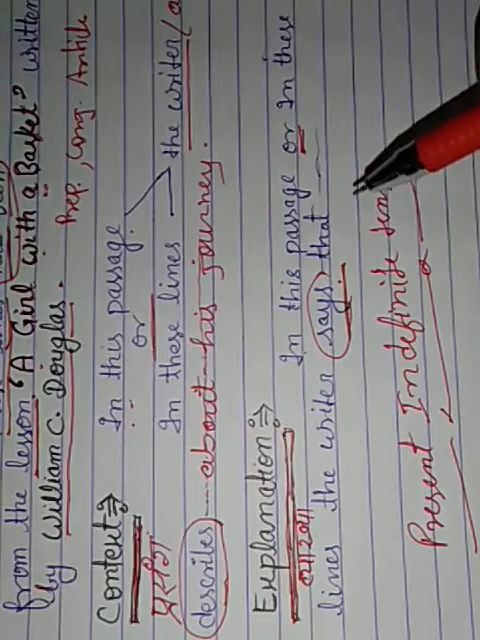 from the lesson "A Girl with a Basket" written
by William C. Douglas.
Prep., Conj. Article
Content⇒ In this passage
प्रसंग or
In these lines the writer
describes ---- about his journey.
Explanation⇒ In this passage or In these
व्याख्या
lines the writer says that
Present Indefinite